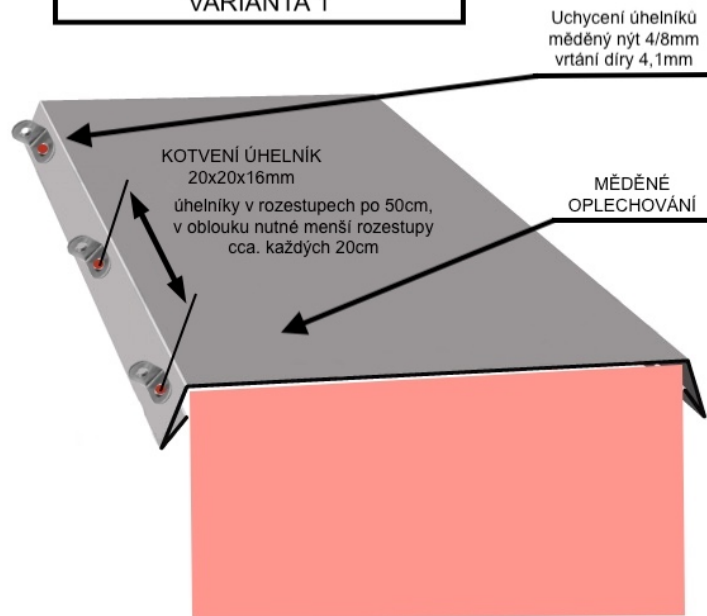 VARIANTA 1
Uchycení úhelníků
měděný nýt 4/8mm
vrtání díry 4,1mm
KOTVENÍ ÚHELNÍK
20x20x16mm
úhelníky v rozestupech po 50cm,
v oblouku nutné menší rozestupy
cca. každých 20cm
MĚDĚNÉ
OPLECHOVÁNÍ